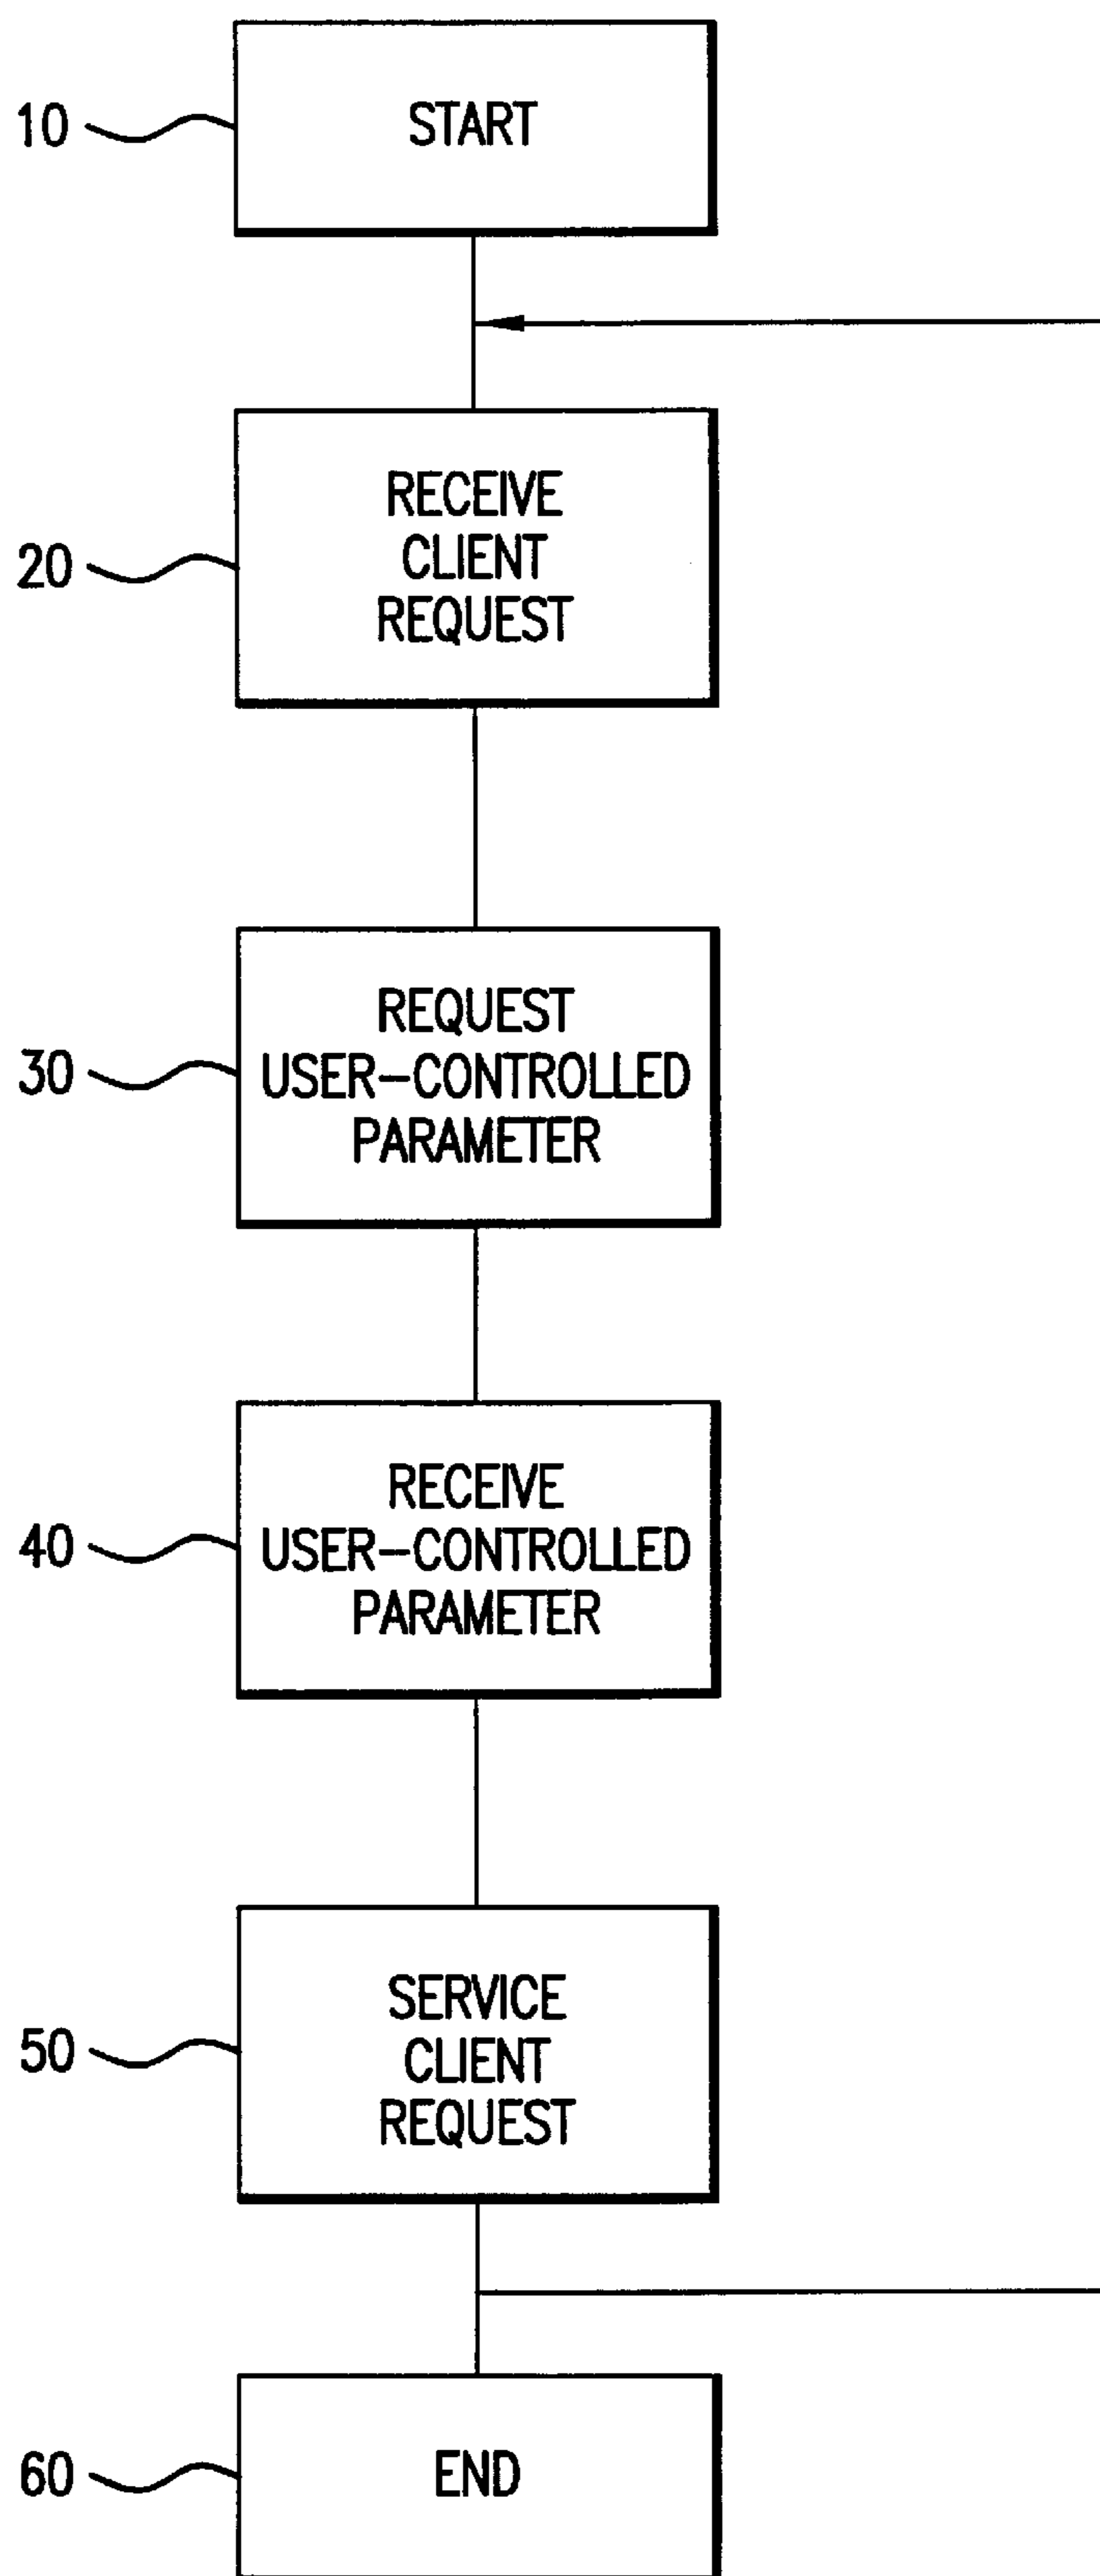 10
START
20
RECEIVE
CLIENT
REQUEST
30
REQUEST
USER-CONTROLLED
PARAMETER
40
RECEIVE
USER-CONTROLLED
PARAMETER
50
SERVICE
CLIENT
REQUEST
60
END